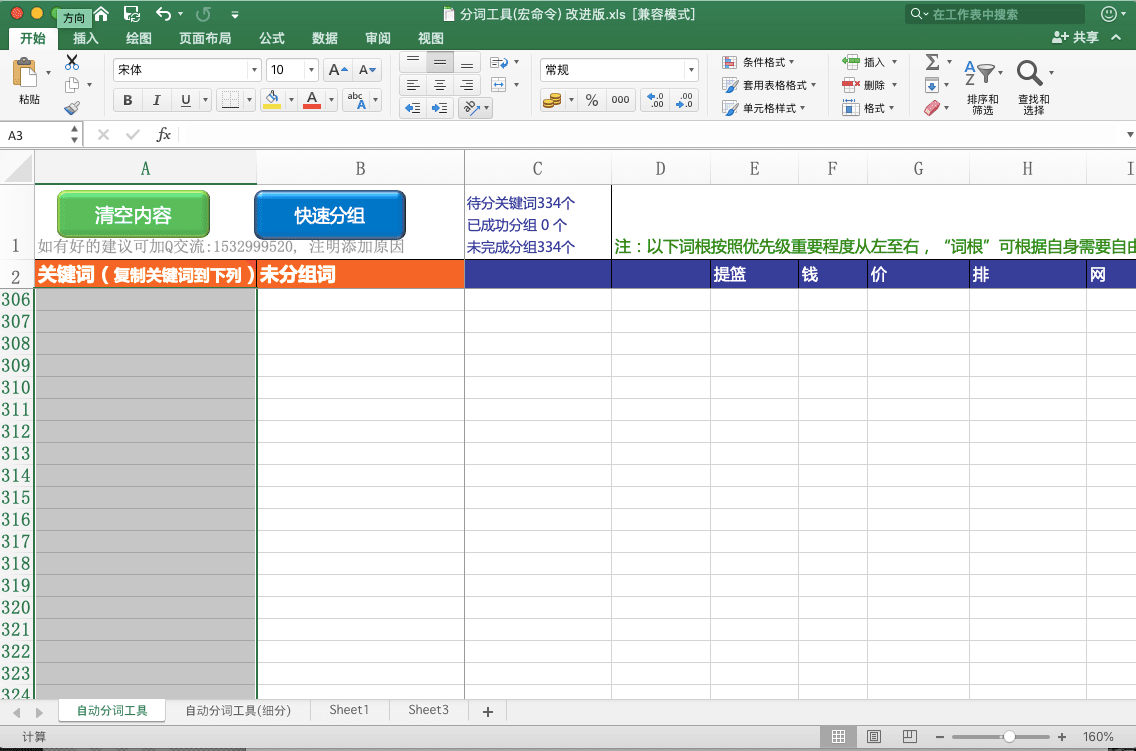 方向
分词工具(宏命令) 改进版.xls [兼容模式]
在工作表中搜索
开始 插入 绘图 页面布局 公式 数据 审阅 视图
共享
粘贴
宋体
10
A A
B I U
A
abc A
常规
% 000
.00 .0
条件格式
套用表格格式
单元格样式
插入
删除
格式
Σ
A Z
排序和筛选
查找和选择
A3
fx
A B C D E F G H I
1
清空内容
快速分组
如有好的建议可加Q交流:1532999520, 注明添加原因
待分关键词334个
已成功分组 0 个
未完成分组334个
注:以下词根按照优先级重要程度从左至右,“词根”可根据自身需要自由
2
关键词(复制关键词到下列)
未分组词
提篮 钱 价 排 网
306
307
308
309
310
311
312
313
314
315
316
317
318
319
320
321
322
323
324
自动分词工具 自动分词工具(细分) Sheet1 Sheet3 +
计算
160%